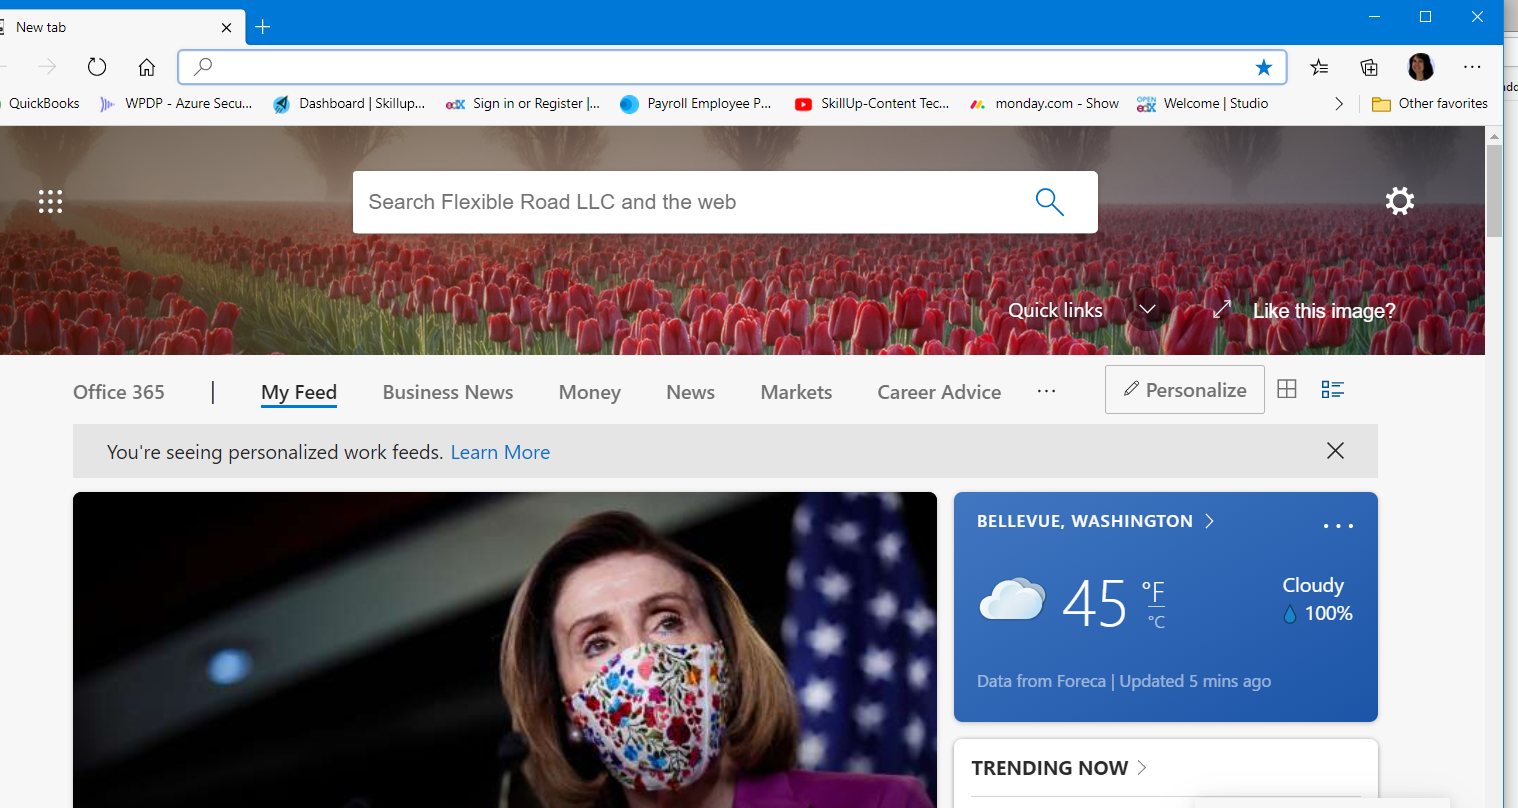 New tab
QuickBooks WPDP - Azure Secu... Dashboard | Skillup... edX Sign in or Register |... Payroll Employee P... SkillUp-Content Tec... monday.com - Show OPEN edX Welcome | Studio Other favorites
Search Flexible Road LLC and the web
Quick links Like this image?
Office 365 | My Feed Business News Money News Markets Career Advice ... Personalize
You're seeing personalized work feeds. Learn More
BELLEVUE, WASHINGTON
45 °F
°C
Cloudy
100%
Data from Foreca | Updated 5 mins ago
TRENDING NOW